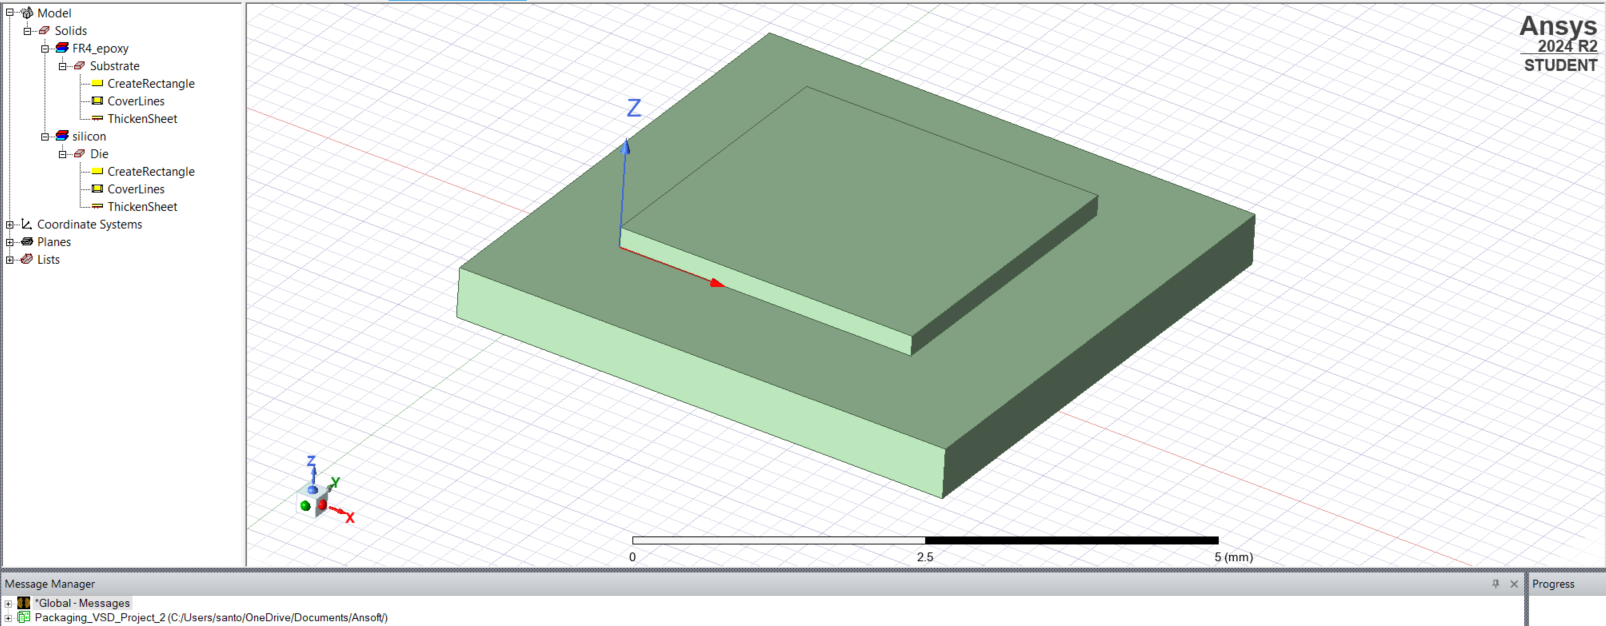 Model
Solids
FR4_epoxy
Substrate
CreateRectangle
CoverLines
ThickenSheet
silicon
Die
CreateRectangle
CoverLines
ThickenSheet
Coordinate Systems
Planes
Lists
Ansys
2024 R2
STUDENT
Z
Z
Y
X
0 2.5 5 (mm)
Message Manager
Progress
*Global - Messages
Packaging_VSD_Project_2 (C:/Users/santo/OneDrive/Documents/Ansoft/)